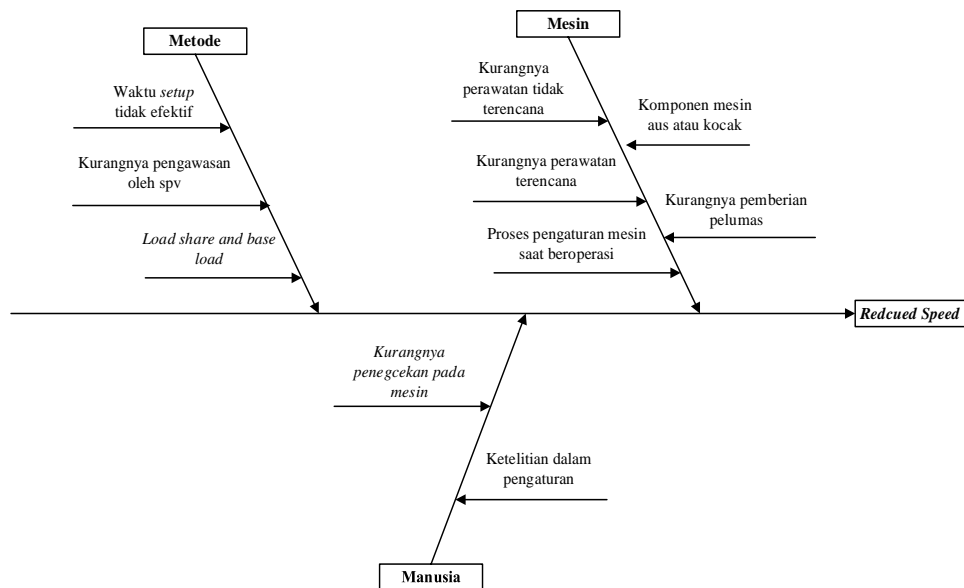 Metode
Waktu setup
tidak efektif
Kurangnya pengawasan
oleh spv
Load share and base
load
Mesin
Kurangnya
perawatan tidak
terencana
Komponen mesin
aus atau kocak
Kurangnya perawatan
terencana
Kurangnya pemberian
pelumas
Proses pengaturan mesin
saat beroperasi
Redcued Speed
Kurangnya
penegcekan pada
mesin
Ketelitian dalam
pengaturan
Manusia